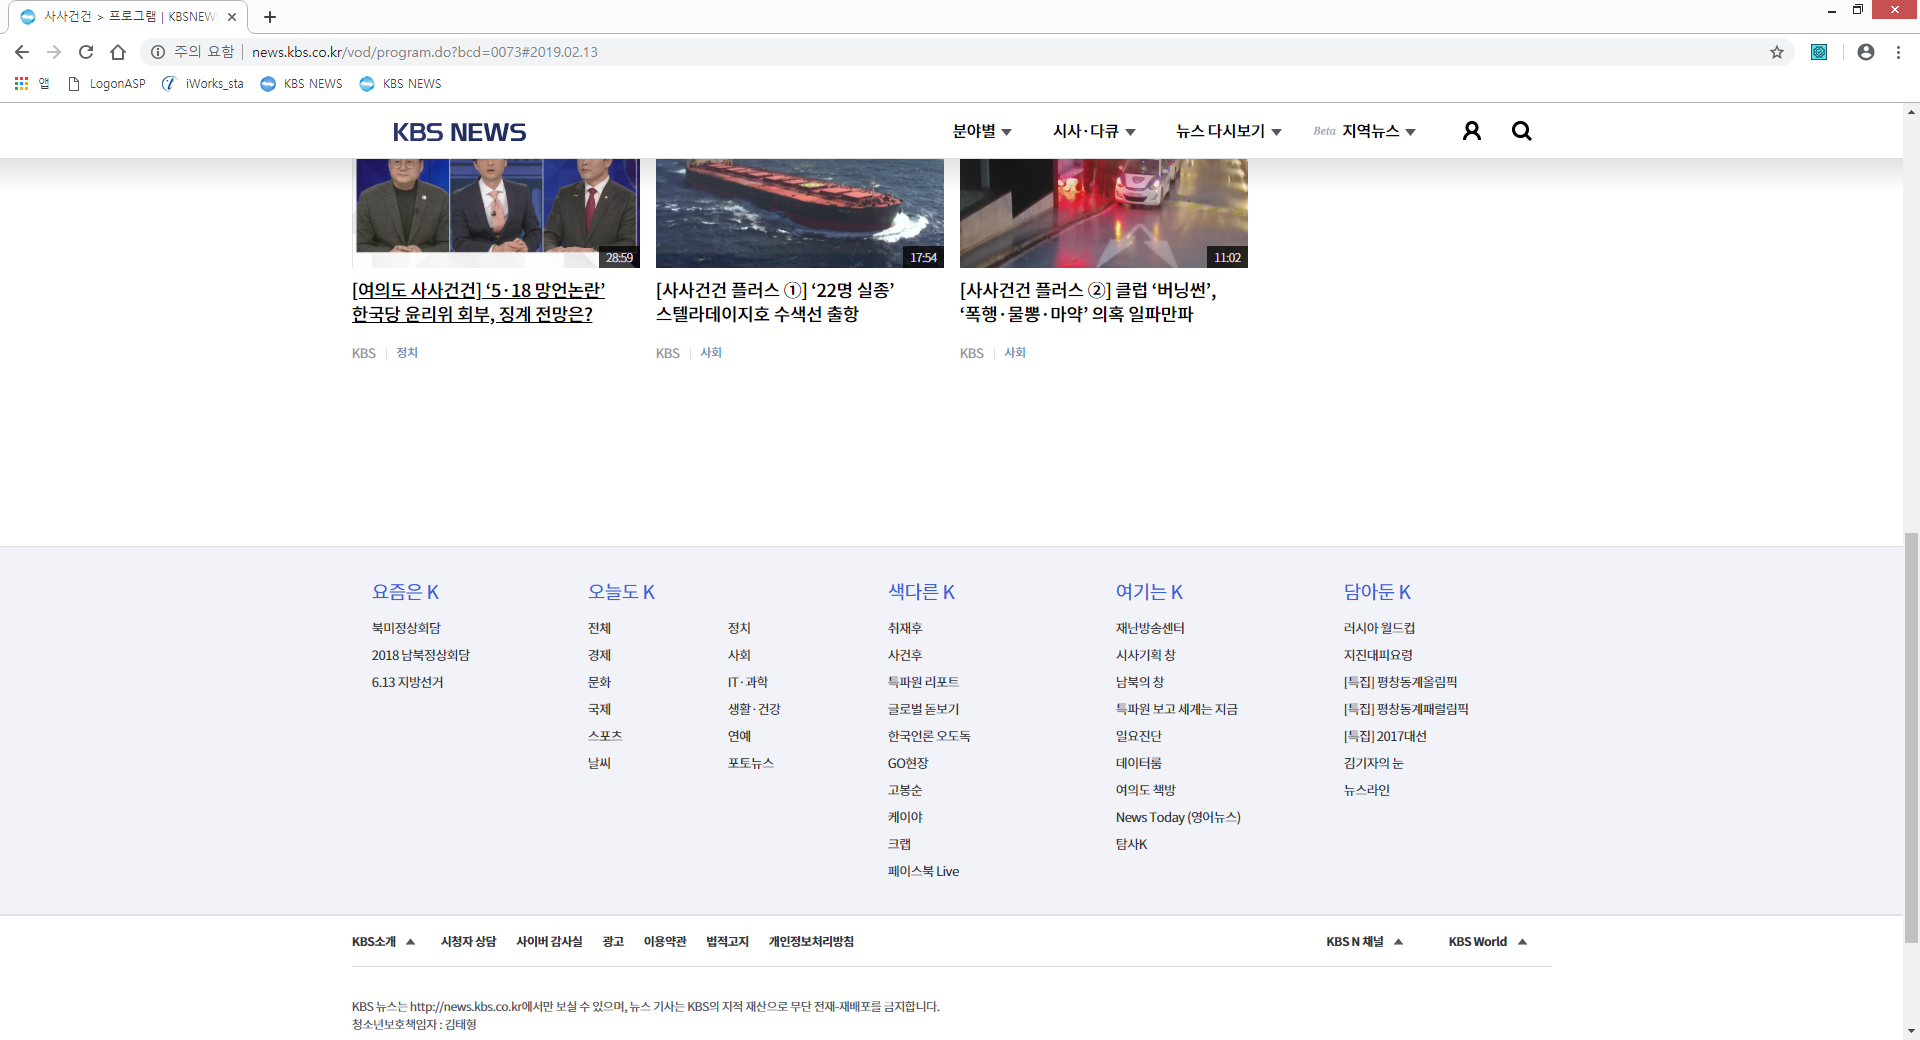 사사건건 > 프로그램 | KBSNEW
주의 요함 | news.kbs.co.kr/vod/program.do?bcd=0073#2019.02.13
앱 LogonASP iWorks_sta KBS NEWS KBS NEWS
KBS NEWS 분야별 시사·다큐 뉴스 다시보기 Beta 지역뉴스
28:59 17:54 11:02
[여의도 사사건건] ‘5·18 망언논란’
한국당 윤리위 회부, 징계 전망은?
KBS 정치
[사사건건 플러스 ①] ‘22명 실종’
스텔라데이지호 수색선 출항
KBS 사회
[사사건건 플러스 ②] 클럽 ‘버닝썬’,
‘폭행·물뽕·마약’ 의혹 일파만파
KBS 사회
요즘은 K
북미정상회담
2018 남북정상회담
6.13 지방선거
오늘도 K
전체 정치
경제 사회
문화 IT·과학
국제 생활·건강
스포츠 연예
날씨 포토뉴스
색다른 K
취재후
사건후
특파원 리포트
글로벌 돋보기
한국언론 오도독
GO현장
고봉순
케이야
크랩
페이스북 Live
여기는 K
재난방송센터
시사기획 창
남북의 창
특파원 보고 세계는 지금
일요진단
데이터룸
여의도 책방
News Today (영어뉴스)
탐사K
담아둔 K
러시아 월드컵
지진대피요령
[특집] 평창동계올림픽
[특집] 평창동계패럴림픽
[특집] 2017대선
김기자의 눈
뉴스라인
KBS소개 시청자 상담 사이버 감사실 광고 이용약관 법적고지 개인정보처리방침 KBS N 채널 KBS World
KBS 뉴스는 http://news.kbs.co.kr에서만 보실 수 있으며, 뉴스 기사는 KBS의 지적 재산으로 무단 전재-재배포를 금지합니다.
청소년보호책임자 : 김태형